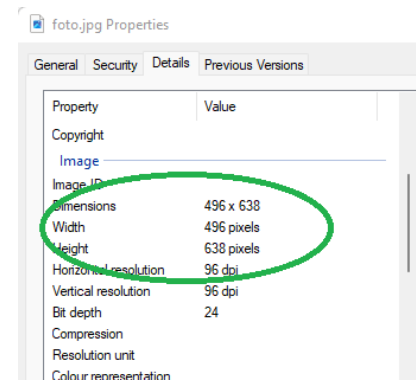 foto.jpg Properties
General Security Details Previous Versions
Property Value
Copyright
Image
Image ID
Dimensions 496 x 638
Width 496 pixels
Height 638 pixels
Horizontal resolution 96 dpi
Vertical resolution 96 dpi
Bit depth 24
Compression
Resolution unit
Colour representation